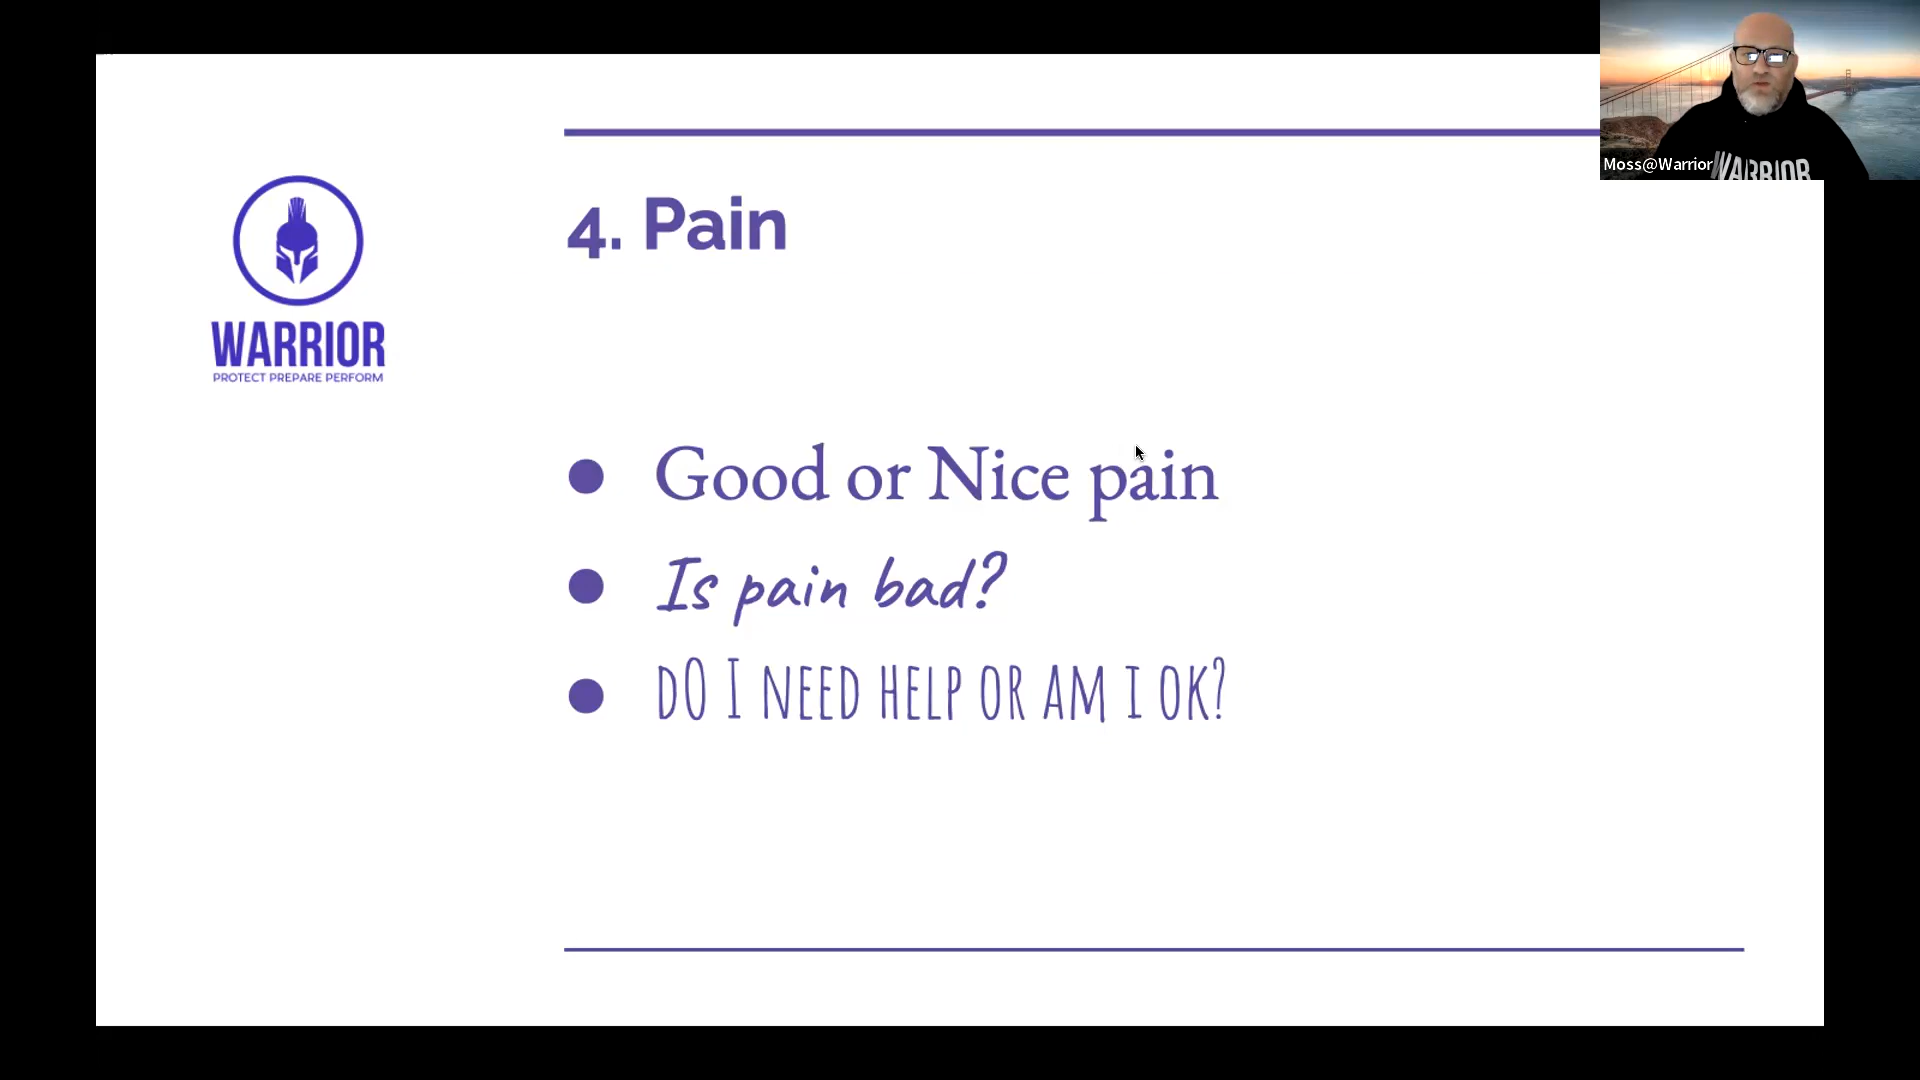 4. Pain
WARRIOR
PROTECT PREPARE PERFORM
● Good or Nice pain
● Is pain bad?
● dO I NEED HELP OR AM I OK?
Moss@Warrior
WARRIOR